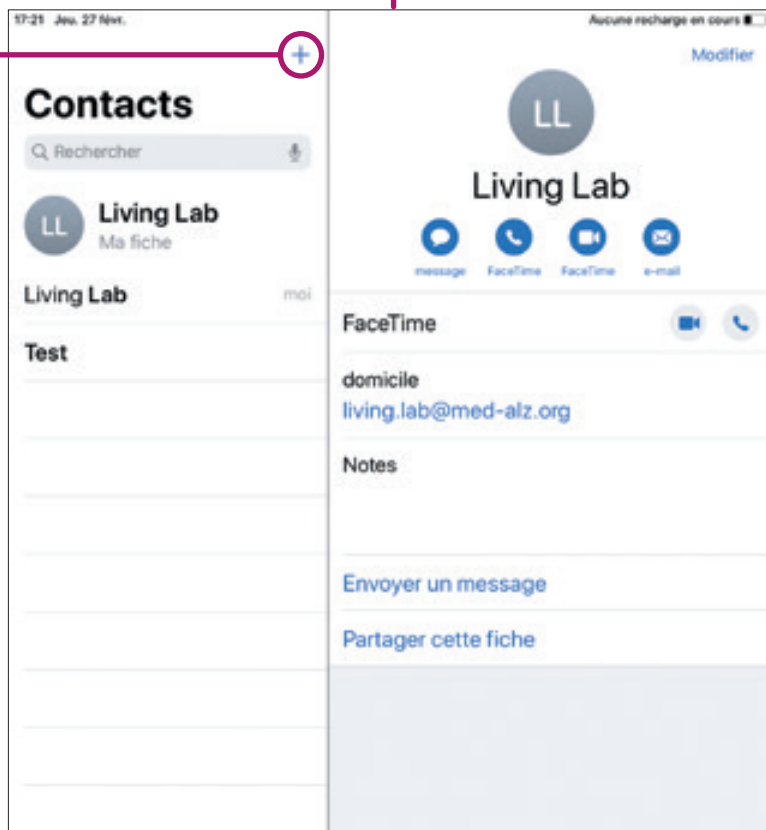 17:21 Jeu. 27 févr.
Aucune recharge en cours
+
Modifier
Contacts
Rechercher
LL
Living Lab
Ma fiche
Living Lab
moi
Test
LL
Living Lab
message
FaceTime
FaceTime
e-mail
FaceTime
domicile
living.lab@med-alz.org
Notes
Envoyer un message
Partager cette fiche